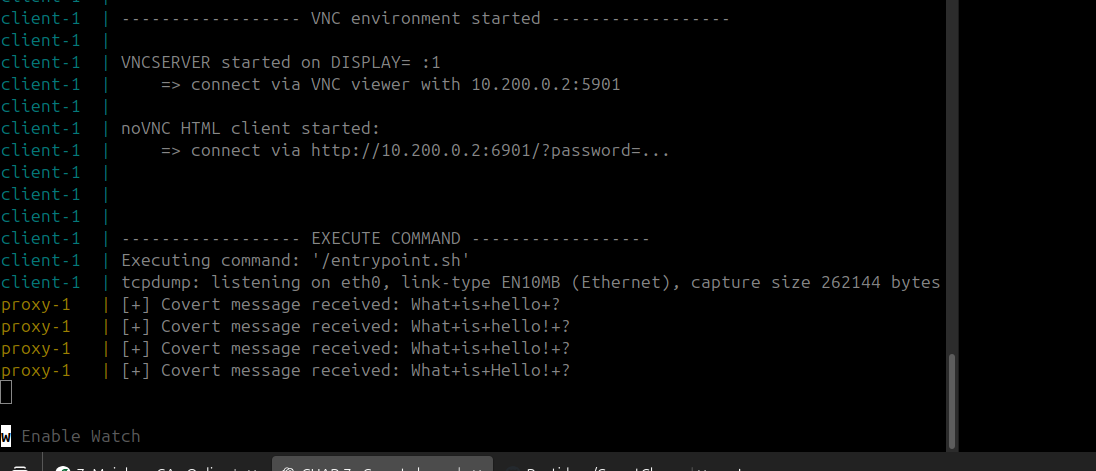 client-1 | ------------------ VNC environment started ------------------
client-1 |
client-1 | VNCSERVER started on DISPLAY= :1
client-1 | => connect via VNC viewer with 10.200.0.2:5901
client-1 |
client-1 | noVNC HTML client started:
client-1 | => connect via http://10.200.0.2:6901/?password=...
client-1 |
client-1 |
client-1 |
client-1 | ------------------ EXECUTE COMMAND ------------------
client-1 | Executing command: '/entrypoint.sh'
client-1 | tcpdump: listening on eth0, link-type EN10MB (Ethernet), capture size 262144 bytes
proxy-1 | [+] Covert message received: What+is+hello+?
proxy-1 | [+] Covert message received: What+is+hello!+?
proxy-1 | [+] Covert message received: What+is+hello!+?
proxy-1 | [+] Covert message received: What+is+Hello!+?
w Enable Watch